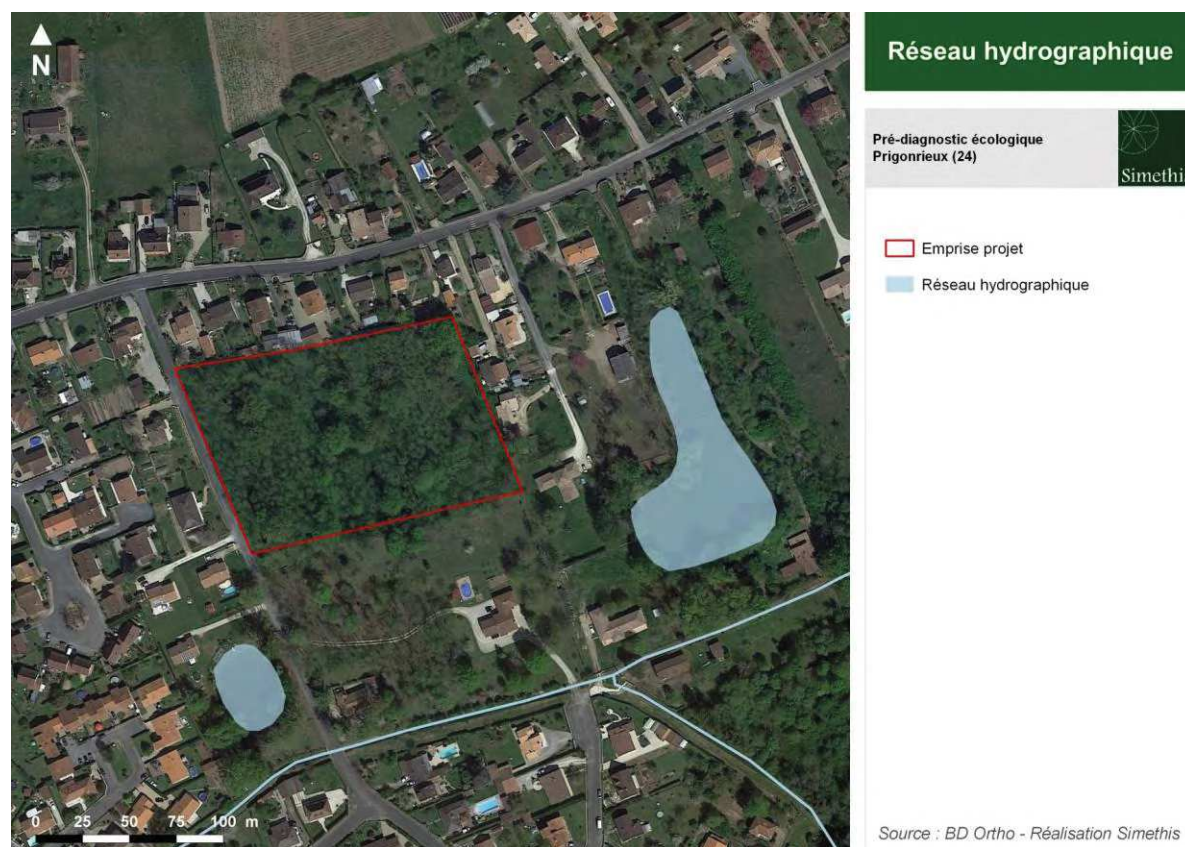 N
Réseau hydrographique
Pré-diagnostic écologique
Prigonrieux (24)
Simethis
Emprise projet
Réseau hydrographique
0 25 50 75 100 m
Source : BD Ortho - Réalisation Simethis